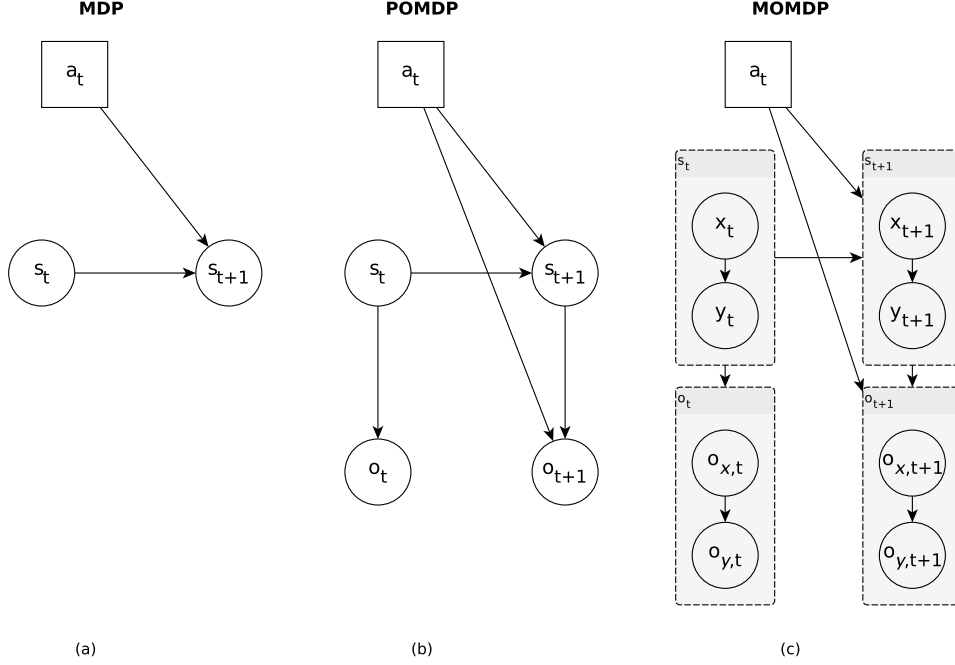 MDP
POMDP
MOMDP
a_t
a_t
a_t
s_t
s_{t+1}
x_t
x_{t+1}
s_t
s_{t+1}
s_t
s_{t+1}
y_t
y_{t+1}
o_t
o_{t+1}
o_t
o_{t+1}
o_{x,t}
o_{x,t+1}
o_{y,t}
o_{y,t+1}
(a)
(b)
(c)